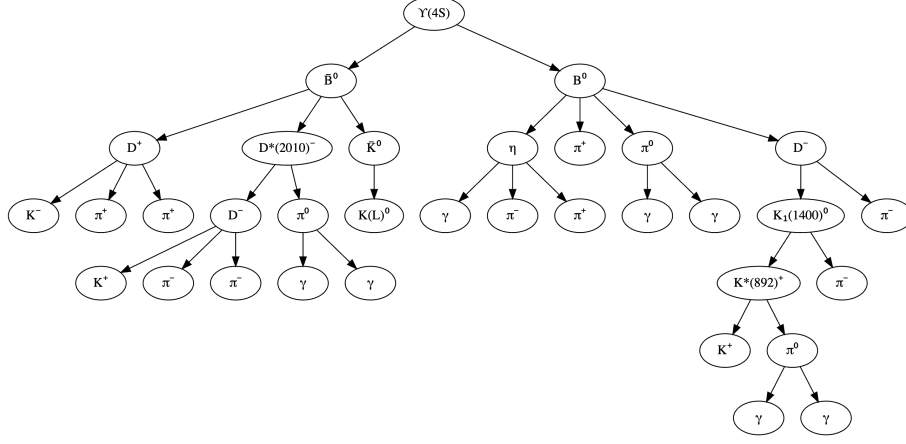 ϒ(4S)
B̄⁰ B⁰
D⁺ D*(2010)⁻ K̄⁰ η π⁺ π⁰ D⁻
K⁻ π⁺ π⁺ D⁻ π⁰ K(L)⁰ γ π⁻ π⁺ γ γ K₁(1400)⁰ π⁻
K⁺ π⁻ π⁻ γ γ K*(892)⁺ π⁻
K⁺ π⁰
γ γ